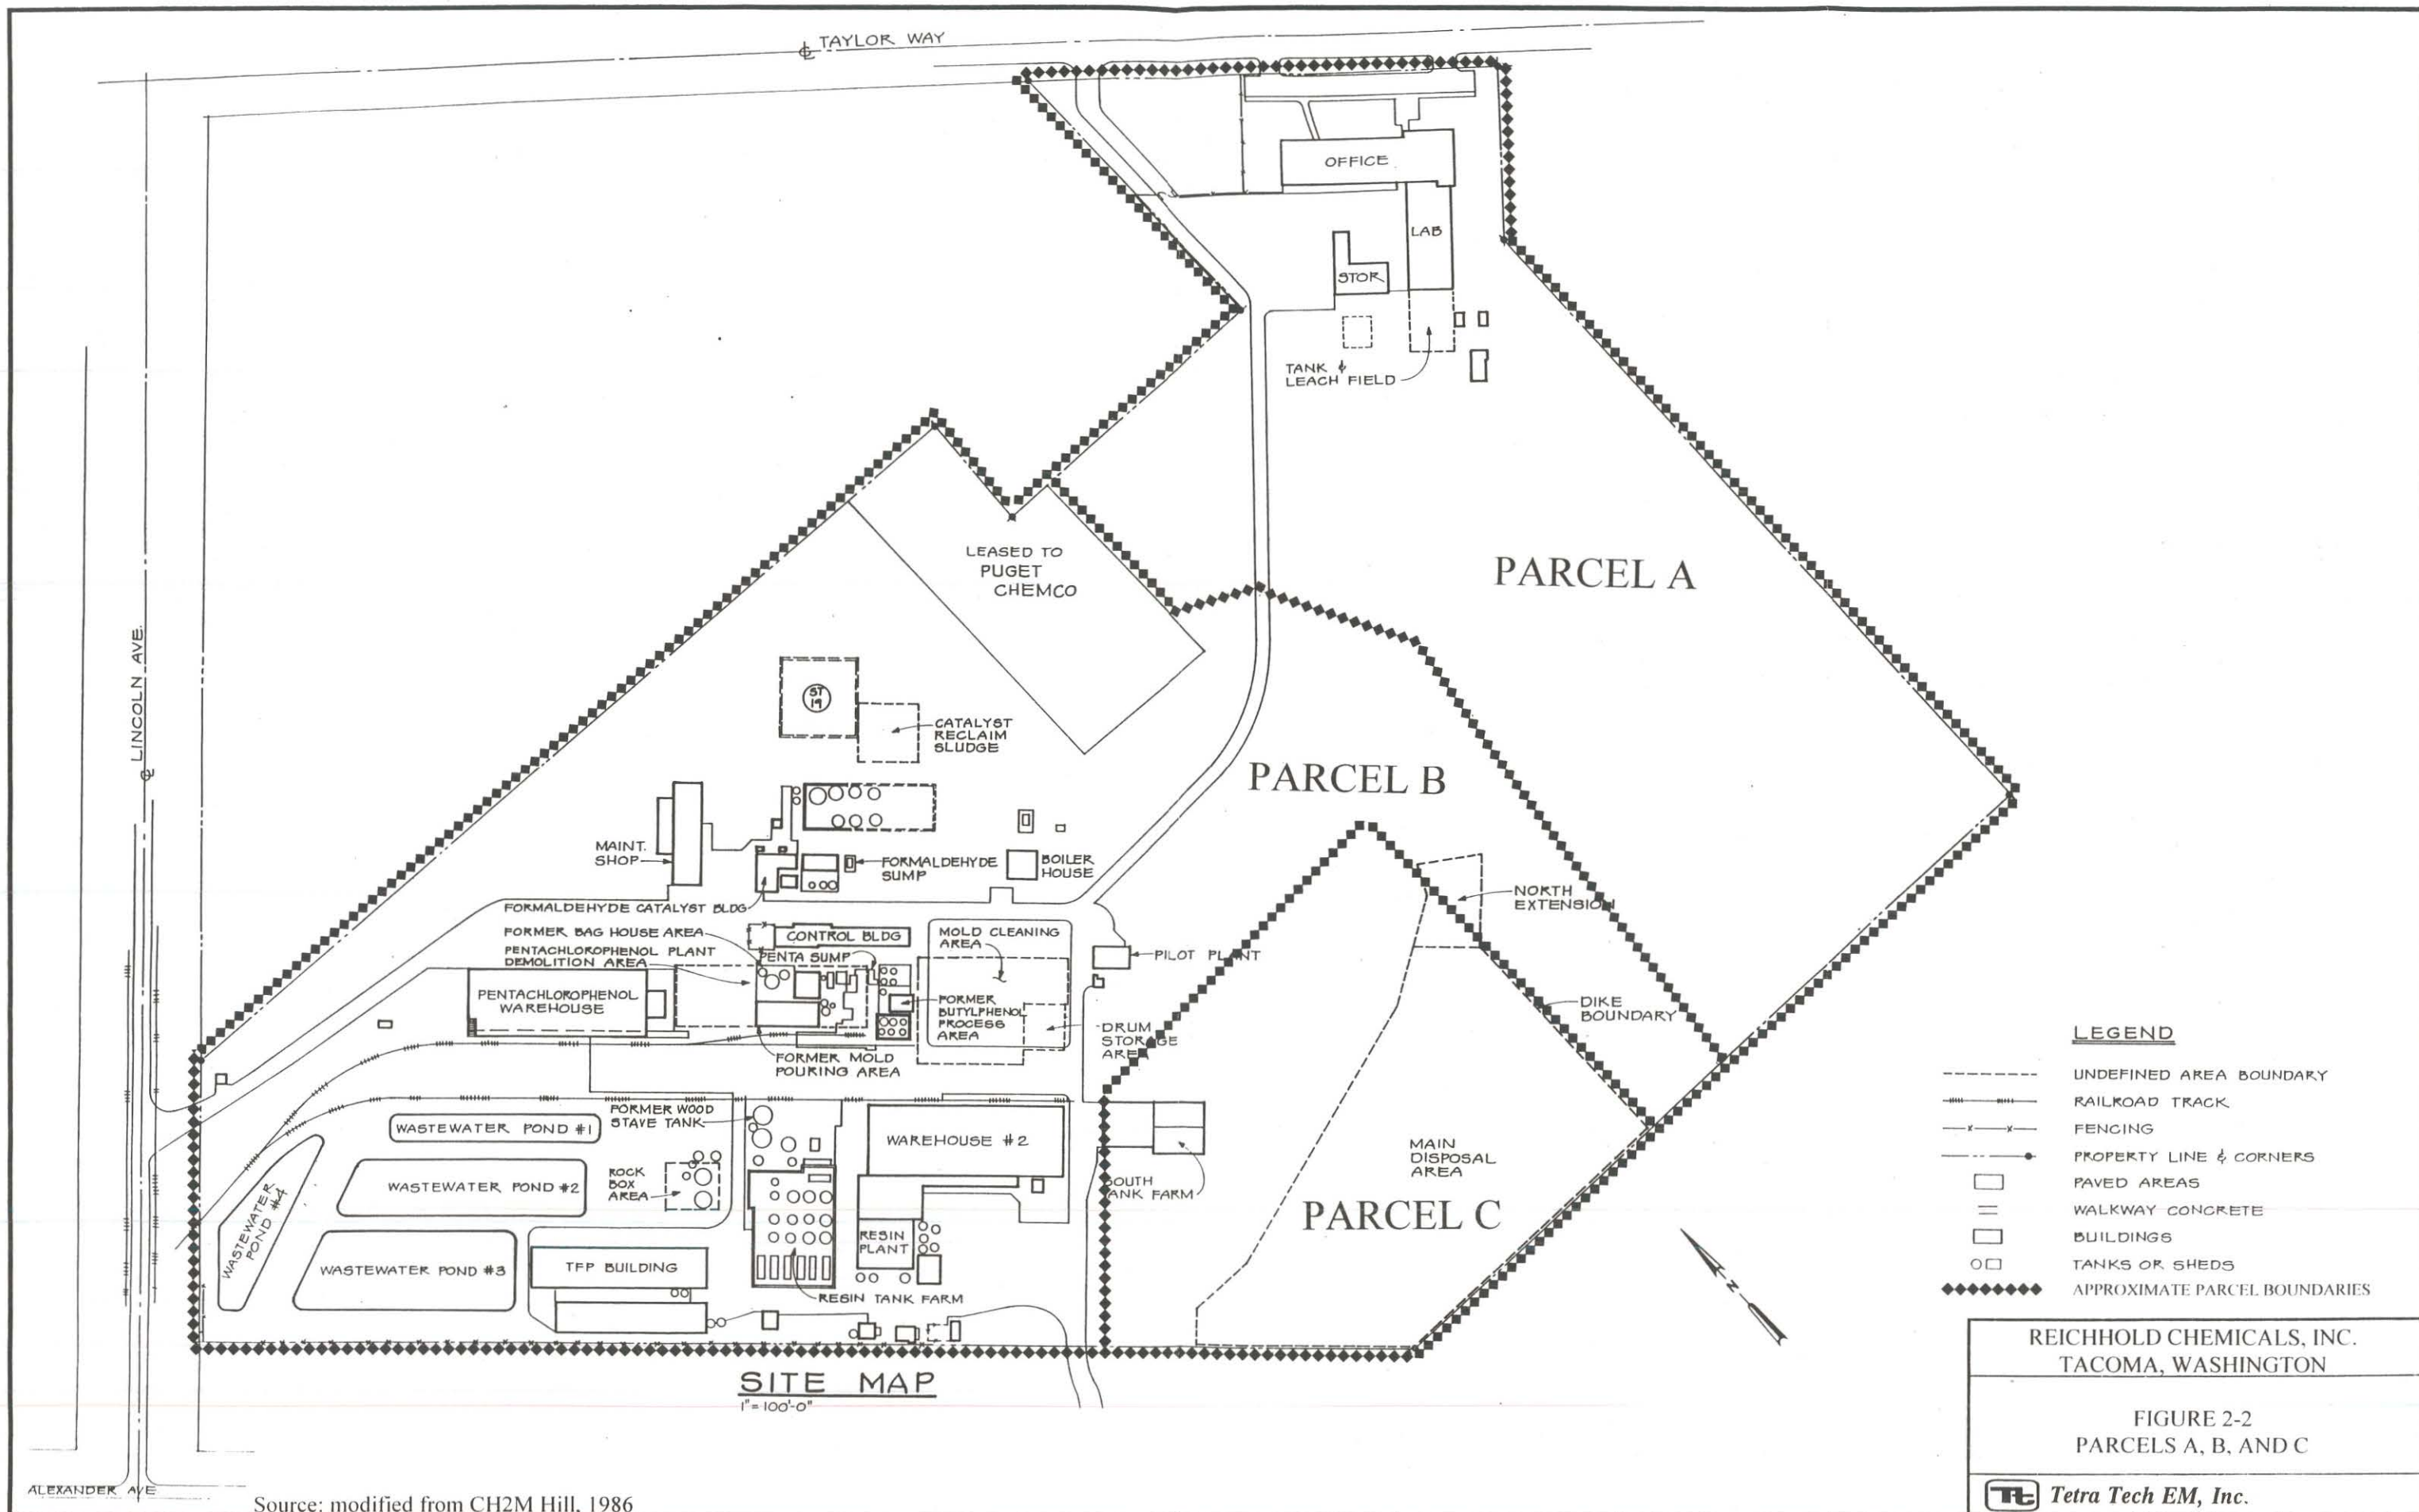 ℄ TAYLOR WAY
OFFICE
LAB
STOR
TANK &
LEACH FIELD
LEASED TO
PUGET
CHEMCO
PARCEL A
℄ LINCOLN AVE.
ST
19
CATALYST
RECLAIM
SLUDGE
PARCEL B
MAINT.
SHOP
FORMALDEHYDE
SUMP
BOILER
HOUSE
NORTH
EXTENSION
FORMALDEHYDE CATALYST BLDG
FORMER BAG HOUSE AREA
CONTROL BLDG
MOLD CLEANING
AREA
PENTACHLOROPHENOL PLANT
DEMOLITION AREA
PENTA SUMP
PILOT PLANT
PENTACHLOROPHENOL
WAREHOUSE
FORMER
BUTYLPHENOL
PROCESS
AREA
DRUM
STORAGE
AREA
DIKE
BOUNDARY
FORMER MOLD
POURING AREA
FORMER WOOD
STAVE TANK
WASTEWATER POND #1
WAREHOUSE #2
MAIN
DISPOSAL
AREA
ROCK
BOX
AREA
WASTEWATER POND #2
SOUTH
TANK FARM
WASTEWATER
POND #4
PARCEL C
RESIN
PLANT
WASTEWATER POND #3
TFP BUILDING
RESIN TANK FARM
SITE MAP
1"=100'-0"
ALEXANDER AVE
Source: modified from CH2M Hill, 1986
N
LEGEND
UNDEFINED AREA BOUNDARY
RAILROAD TRACK
FENCING
PROPERTY LINE & CORNERS
PAVED AREAS
WALKWAY CONCRETE
BUILDINGS
TANKS OR SHEDS
APPROXIMATE PARCEL BOUNDARIES
REICHHOLD CHEMICALS, INC.
TACOMA, WASHINGTON
FIGURE 2-2
PARCELS A, B, AND C
Tt Tetra Tech EM, Inc.